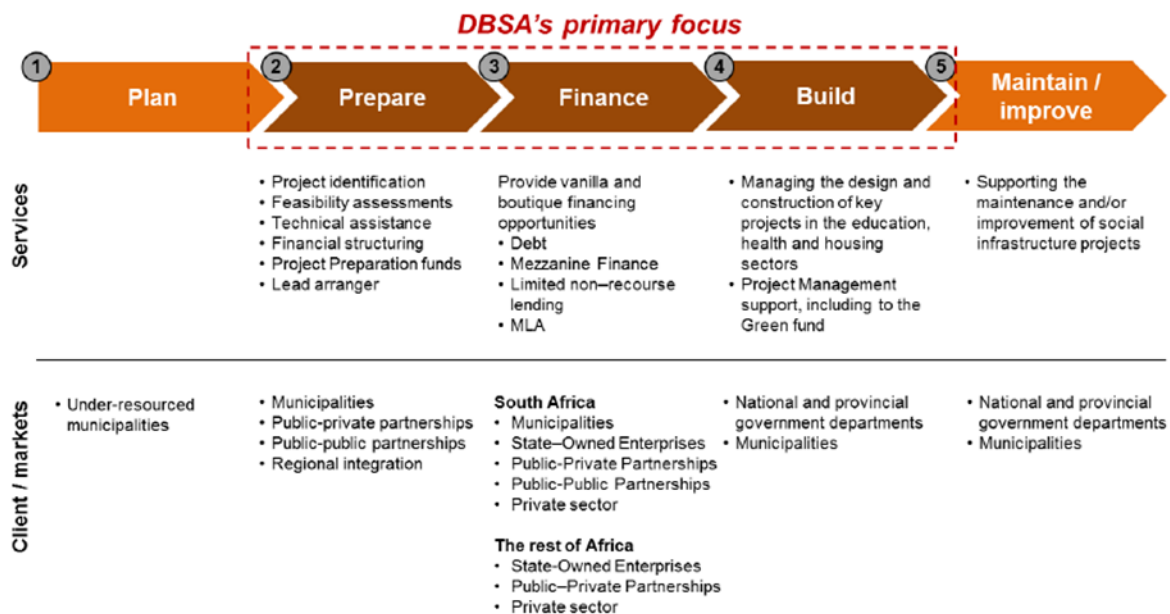 DBSA's primary focus
1
Plan
2
Prepare
3
Finance
4
Build
5
Maintain /
improve
Services
• Project identification
• Feasibility assessments
• Technical assistance
• Financial structuring
• Project Preparation funds
• Lead arranger
Provide vanilla and
boutique financing
opportunities
• Debt
• Mezzanine Finance
• Limited non–recourse
lending
• MLA
• Managing the design and
construction of key
projects in the education,
health and housing
sectors
• Project Management
support, including to the
Green fund
• Supporting the
maintenance and/or
improvement of social
infrastructure projects
Client / markets
• Under-resourced
municipalities
• Municipalities
• Public-private partnerships
• Public-public partnerships
• Regional integration
South Africa
• Municipalities
• State–Owned Enterprises
• Public-Private Partnerships
• Public-Public Partnerships
• Private sector
The rest of Africa
• State-Owned Enterprises
• Public–Private Partnerships
• Private sector
• National and provincial
government departments
• Municipalities
• National and provincial
government departments
• Municipalities